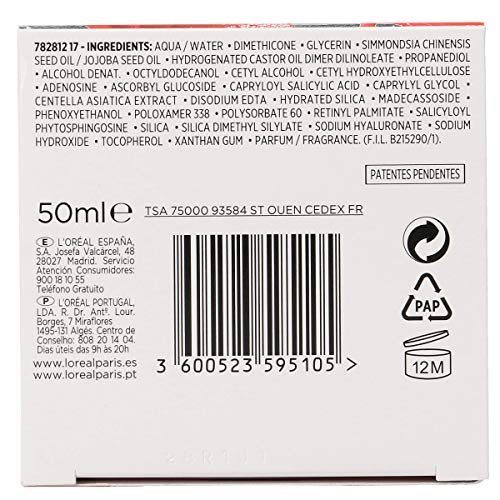 782812 17 - INGREDIENTS: AQUA / WATER • DIMETHICONE • GLYCERIN • SIMMONDSIA CHINENSIS
SEED OIL / JOJOBA SEED OIL • HYDROGENATED CASTOR OIL DIMER DILINOLEATE • PROPANEDIOL
• ALCOHOL DENAT. • OCTYLDODECANOL • CETYL ALCOHOL • CETYL HYDROXYETHYLCELLULOSE
• ADENOSINE • ASCORBYL GLUCOSIDE • CAPRYLOYL SALICYLIC ACID • CAPRYLYL GLYCOL •
CENTELLA ASIATICA EXTRACT • DISODIUM EDTA • HYDRATED SILICA • MADECASSOSIDE •
PHENOXYETHANOL • POLOXAMER 338 • POLYSORBATE 60 • RETINYL PALMITATE • SALICYLOYL
PHYTOSPHINGOSINE • SILICA • SILICA DIMETHYL SILYLATE • SODIUM HYALURONATE • SODIUM
HYDROXIDE • TOCOPHEROL • XANTHAN GUM • PARFUM / FRAGRANCE. (F.I.L. B215290/1).
PATENTES PENDENTES
50ml e
TSA 75000 93584 ST OUEN CEDEX FR
E L'ORÉAL ESPAÑA,
S.A. Josefa Valcárcel, 48
28027 Madrid. Servicio
Atención Consumidores:
900 18 10 55
Teléfono Gratuito
P L'ORÉAL PORTUGAL,
LDA. R. Dr. Antº. Lour.
Borges, 7 Miraflores
1495-131 Algés. Centro de
Conselho: 808 20 14 04.
Dias úteis das 9h às 20h
www.lorealparis.es
www.lorealparis.pt
3 600523 595105 >
PAP
12M